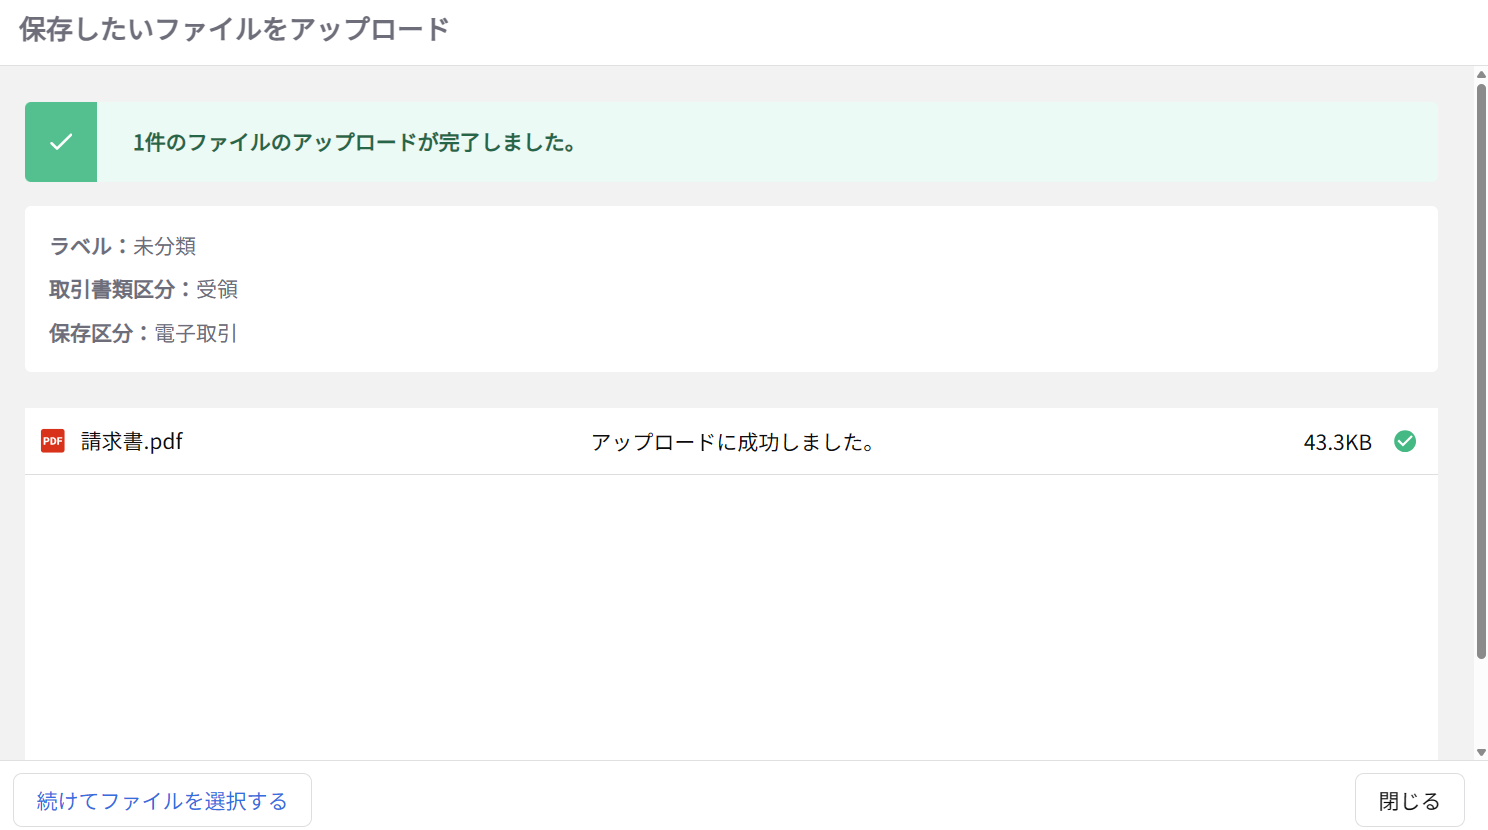 保存したいファイルをアップロード
1件のファイルのアップロードが完了しました。
ラベル：未分類
取引書類区分：受領
保存区分：電子取引
PDF 請求書.pdf アップロードに成功しました。 43.3KB
続けてファイルを選択する 閉じる